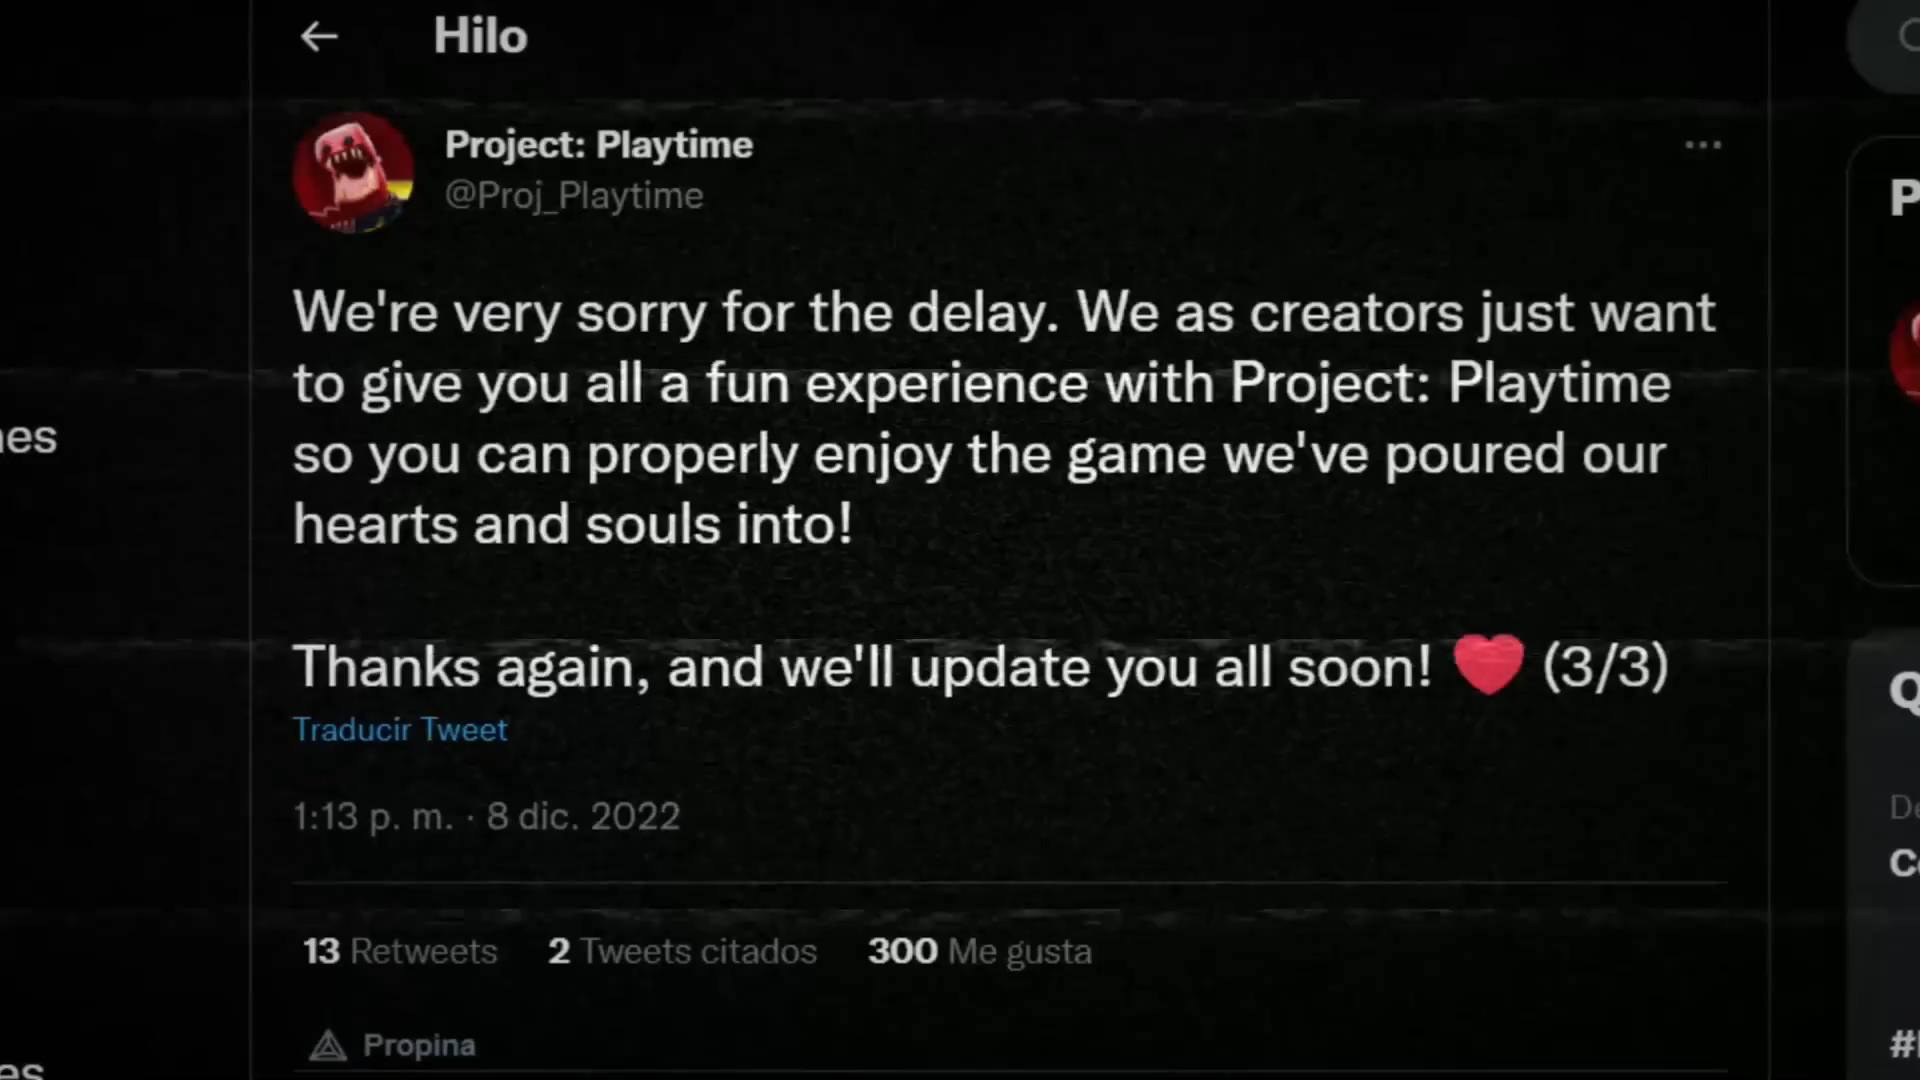 Hilo
Project: Playtime
@Proj_Playtime
We're very sorry for the delay. We as creators just want
to give you all a fun experience with Project: Playtime
so you can properly enjoy the game we've poured our
hearts and souls into!
Thanks again, and we'll update you all soon! ❤️ (3/3)
Traducir Tweet
1:13 p. m. · 8 dic. 2022
13 Retweets 2 Tweets citados 300 Me gusta
Propina